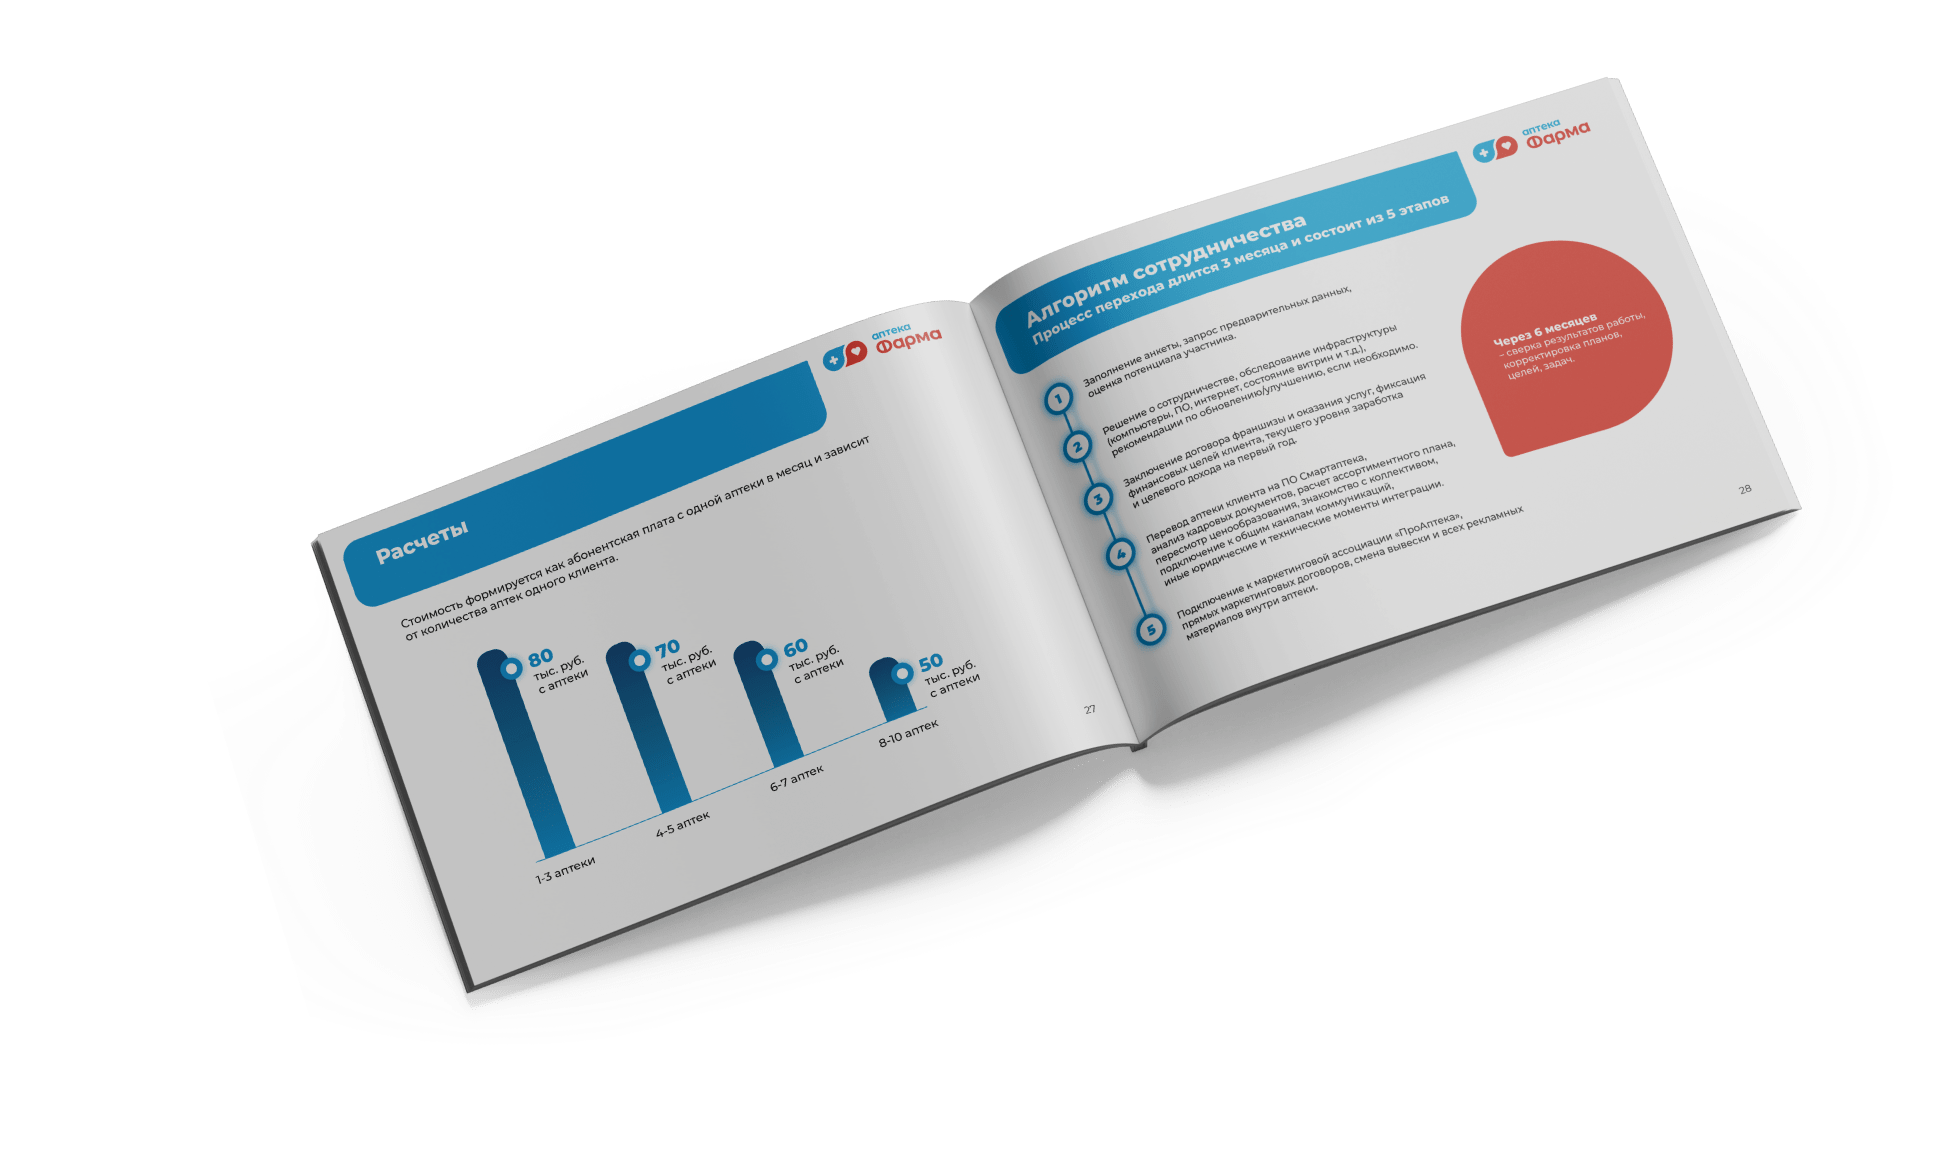 аптека
Фарма
Расчеты
Стоимость формируется как абонентская плата с одной аптеки в месяц и зависит
от количества аптек одного клиента.
80
тыс. руб.
с аптеки
70
тыс. руб.
с аптеки
60
тыс. руб.
с аптеки
50
тыс. руб.
с аптеки
1-3 аптеки
4-5 аптек
6-7 аптек
8-10 аптек
27
аптека
Фарма
Алгоритм сотрудничества
Процесс перехода длится 3 месяца и состоит из 5 этапов
1
Заполнение анкеты, запрос предварительных данных,
оценка потенциала участника.
2
Решение о сотрудничестве, обследование инфраструктуры
(компьютеры, ПО, интернет, состояние витрин и т.д.),
рекомендации по обновлению/улучшению, если необходимо.
3
Заключение договора франшизы и оказания услуг, фиксация
финансовых целей клиента, текущего уровня заработка
и целевого дохода на первый год.
4
Перевод аптеки клиента на ПО Смартаптека,
анализ кадровых документов, расчет ассортиментного плана,
пересмотр ценообразования, знакомство с коллективом,
подключение к общим каналам коммуникаций,
иные юридические и технические моменты интеграции.
5
Подключение к маркетинговой ассоциации «ПроАптека»,
прямых маркетинговых договоров, смена вывески и всех рекламных
материалов внутри аптеки.
Через 6 месяцев
– сверка результатов работы,
корректировка планов,
целей, задач.
28